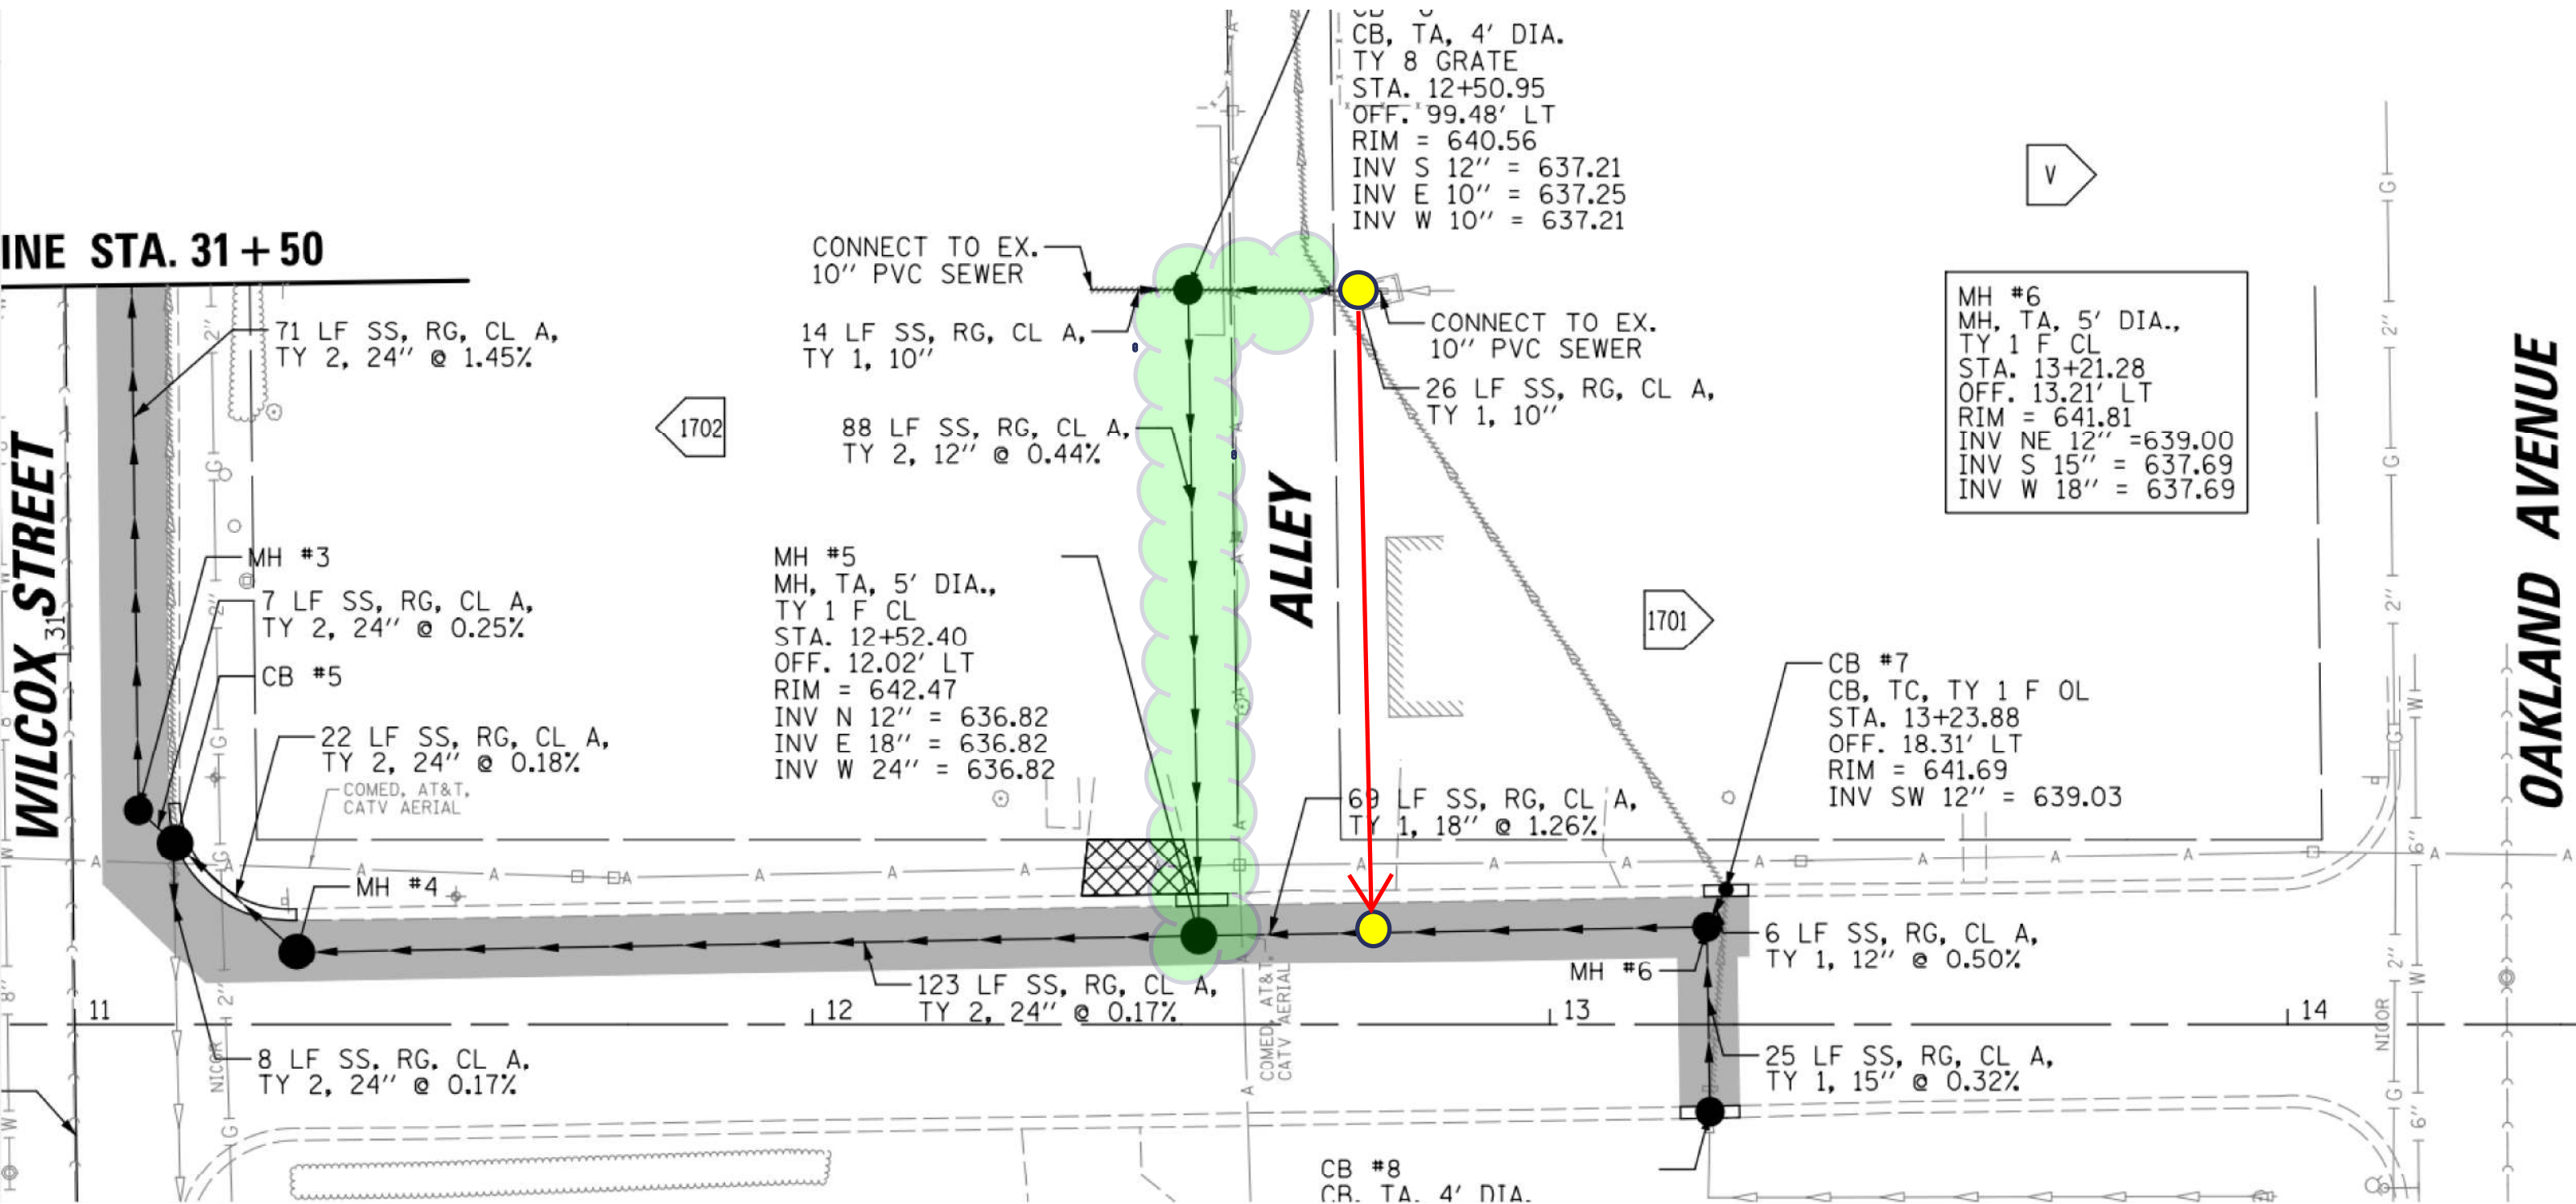 CB, TA, 4' DIA.
TY 8 GRATE
STA. 12+50.95
OFF. 99.48' LT
RIM = 640.56
INV S 12" = 637.21
INV E 10" = 637.25
INV W 10" = 637.21
INE STA. 31+50
CONNECT TO EX.
10" PVC SEWER
14 LF SS, RG, CL A,
TY 1, 10"
71 LF SS, RG, CL A,
TY 2, 24" @ 1.45%
1702
88 LF SS, RG, CL A,
TY 2, 12" @ 0.44%
CONNECT TO EX.
10" PVC SEWER
26 LF SS, RG, CL A,
TY 1, 10"
V
MH #6
MH, TA, 5' DIA.,
TY 1 F CL
STA. 13+21.28
OFF. 13.21' LT
RIM = 641.81
INV NE 12" =639.00
INV S 15" = 637.69
INV W 18" = 637.69
WILCOX STREET
31
ALLEY
OAKLAND AVENUE
MH #3
7 LF SS, RG, CL A,
TY 2, 24" @ 0.25%
CB #5
22 LF SS, RG, CL A,
TY 2, 24" @ 0.18%
COMED, AT&T,
CATV AERIAL
MH #4
MH #5
MH, TA, 5' DIA.,
TY 1 F CL
STA. 12+52.40
OFF. 12.02' LT
RIM = 642.47
INV N 12" = 636.82
INV E 18" = 636.82
INV W 24" = 636.82
1701
CB #7
CB, TC, TY 1 F OL
STA. 13+23.88
OFF. 18.31' LT
RIM = 641.69
INV SW 12" = 639.03
69 LF SS, RG, CL A,
TY 1, 18" @ 1.26%
123 LF SS, RG, CL A,
TY 2, 24" @ 0.17%
MH #6
6 LF SS, RG, CL A,
TY 1, 12" @ 0.50%
11
12
13
14
8 LF SS, RG, CL A,
TY 2, 24" @ 0.17%
NICOR
COMED, AT&T,
CATV AERIAL
25 LF SS, RG, CL A,
TY 1, 15" @ 0.32%
NICOR
CB #8
CB, TA, 4' DIA.